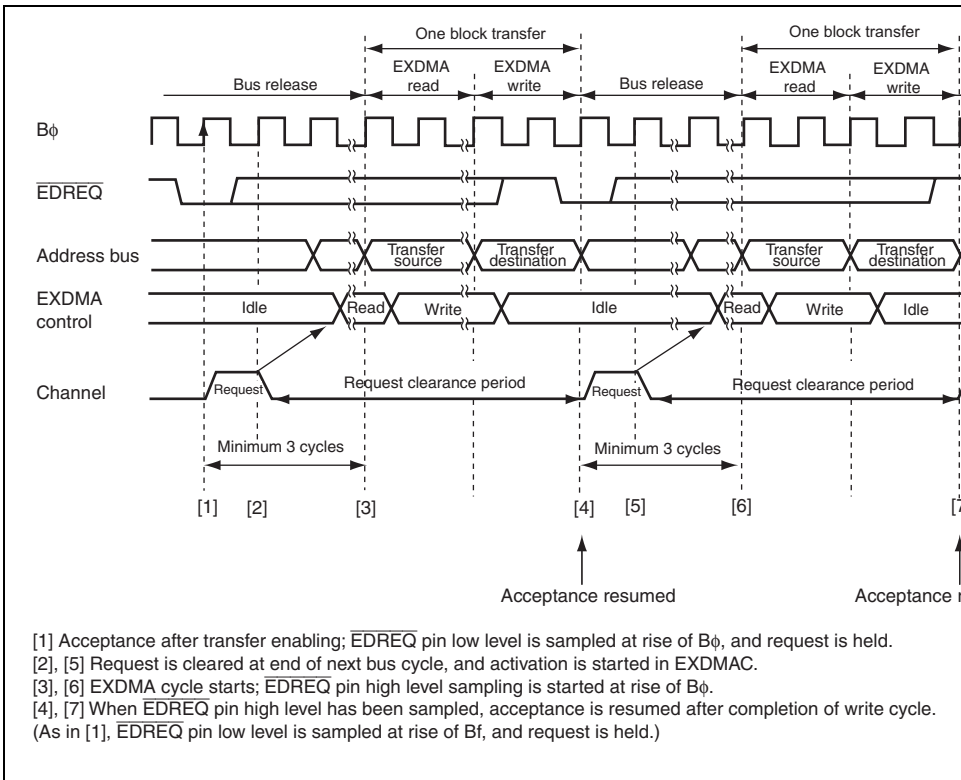 One block transfer One block transfer
Bus release EXDMA read EXDMA write Bus release EXDMA read EXDMA write
Bϕ
EDREQ
Address bus Transfer source Transfer destination Transfer source Transfer destination
EXDMA control Idle Read Write Idle Read Write Idle
Channel Request Request clearance period Request Request clearance period
Minimum 3 cycles Minimum 3 cycles
[1] [2] [3] [4] [5] [6] [7
Acceptance resumed Acceptance
[1] Acceptance after transfer enabling; EDREQ pin low level is sampled at rise of Bϕ, and request is held.
[2], [5] Request is cleared at end of next bus cycle, and activation is started in EXDMAC.
[3], [6] EXDMA cycle starts; EDREQ pin high level sampling is started at rise of Bϕ.
[4], [7] When EDREQ pin high level has been sampled, acceptance is resumed after completion of write cycle.
(As in [1], EDREQ pin low level is sampled at rise of Bf, and request is held.)